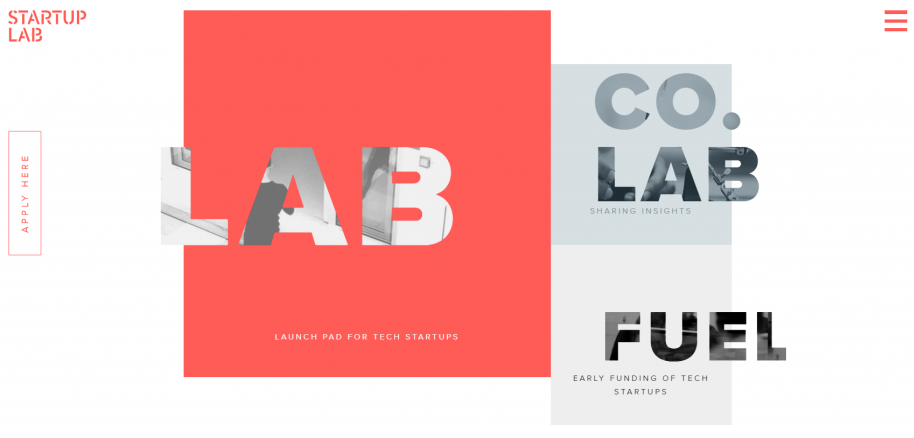 STARTUP
LAB
APPLY HERE
LAB
LAUNCH PAD FOR TECH STARTUPS
CO.
LAB
SHARING INSIGHTS
FUEL
EARLY FUNDING OF TECH
STARTUPS